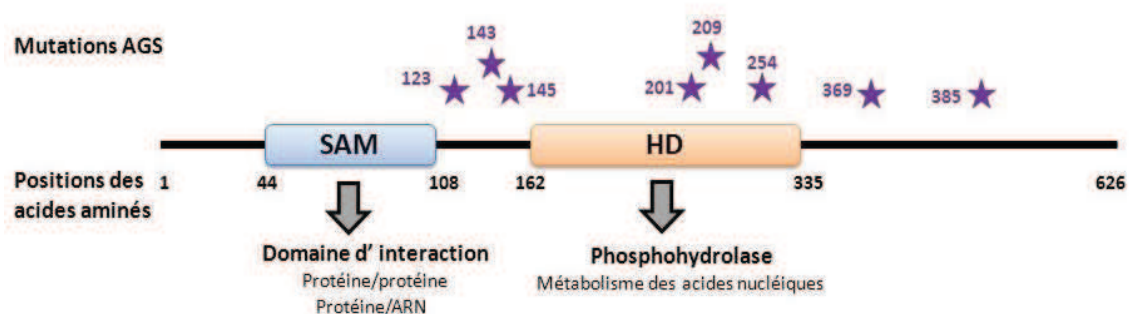 Mutations AGS
143
209
123
145
201
254
369
385
SAM
HD
Positions des
acides aminés
1
44
108
162
335
626
Domaine d' interaction
Protéine/protéine
Protéine/ARN
Phosphohydrolase
Métabolisme des acides nucléiques